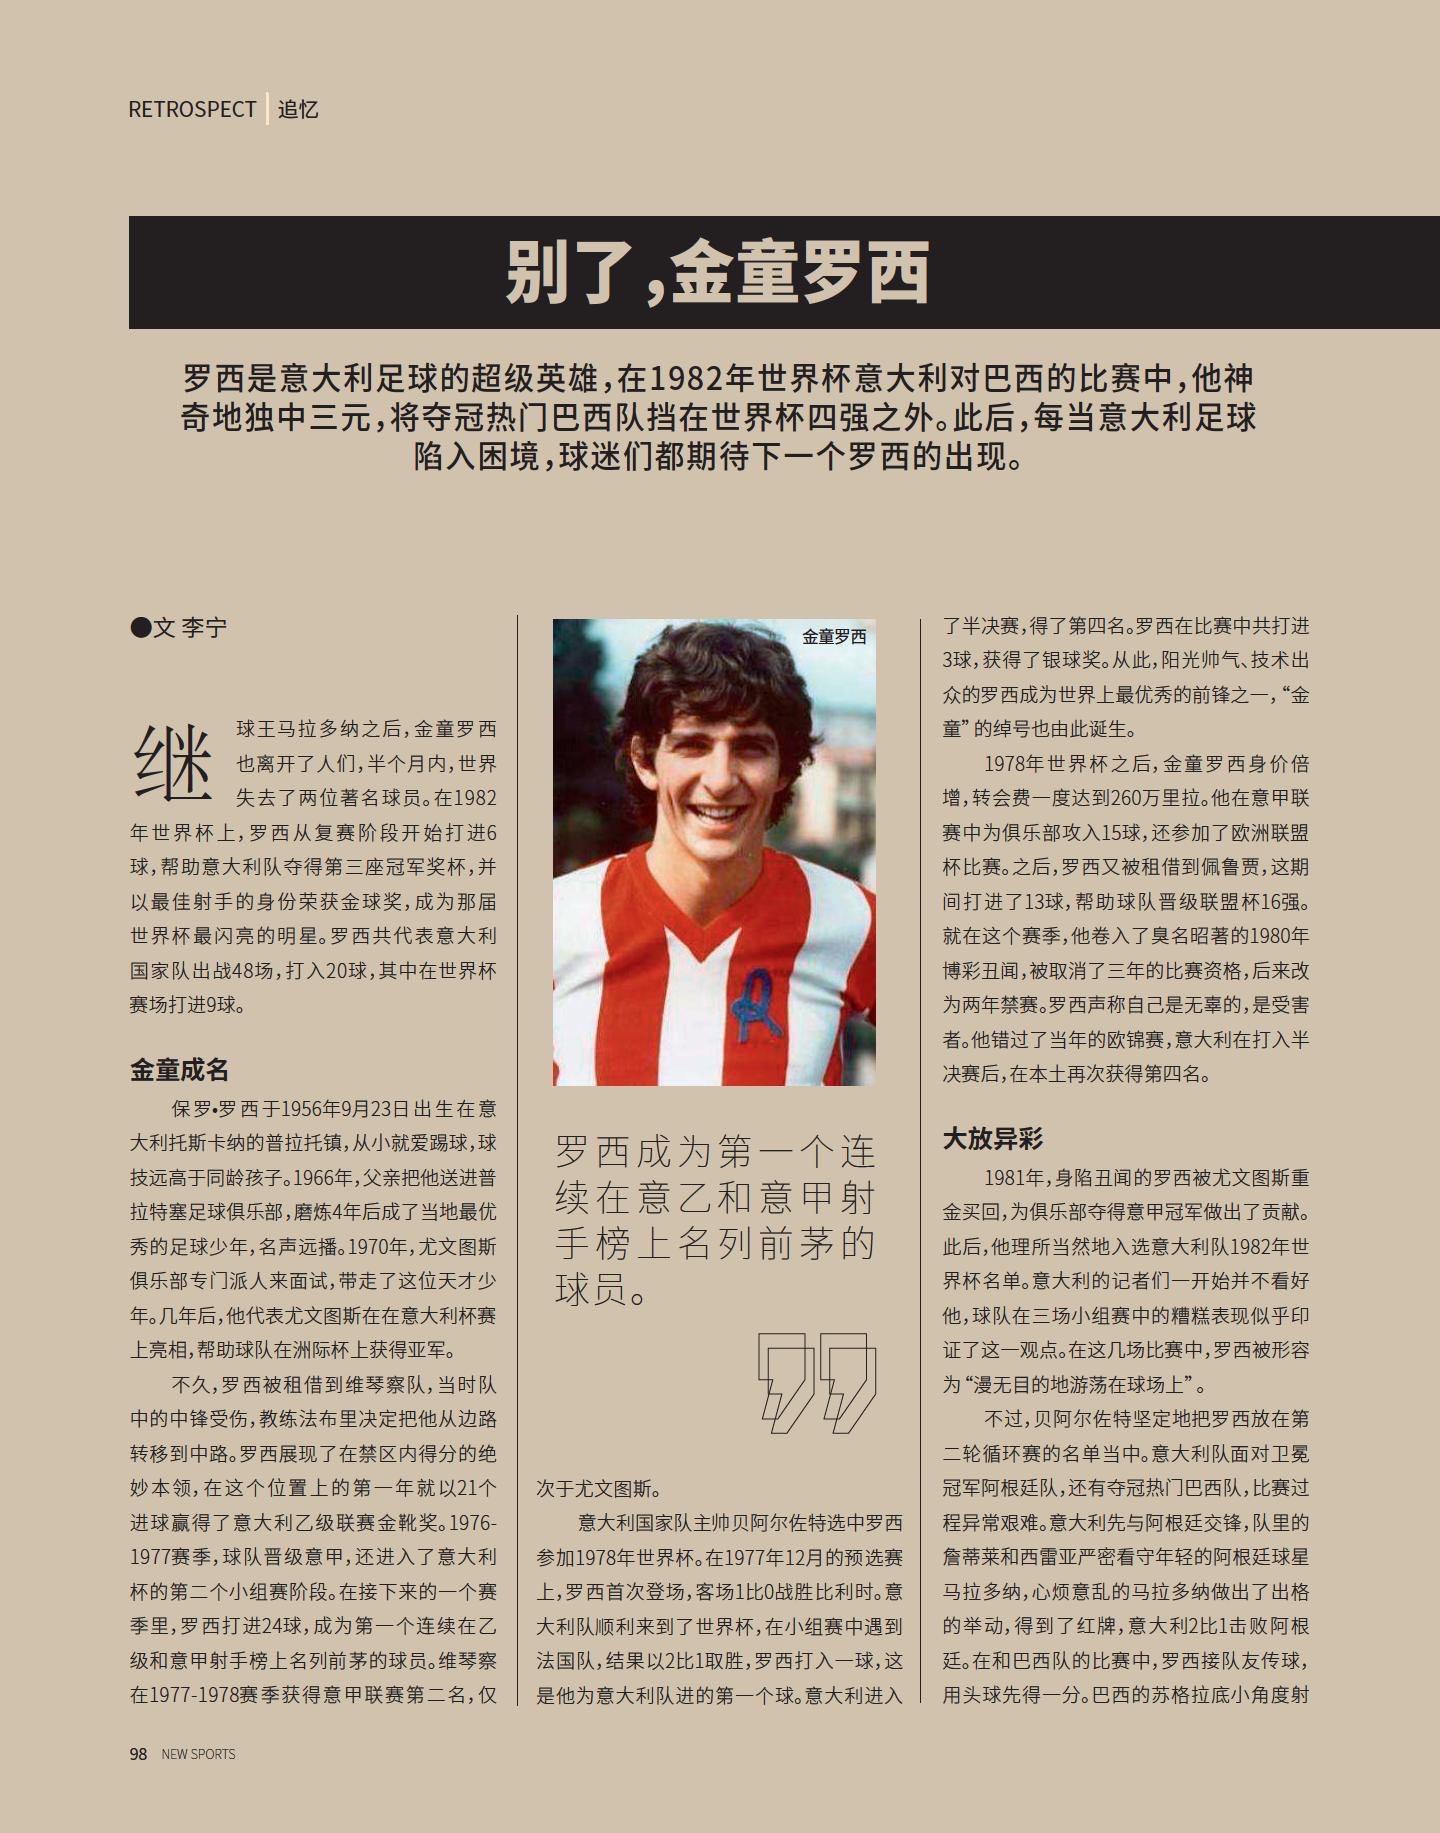 RETROSPECT 追忆
别了，金童罗西
罗西是意大利足球的超级英雄，在1982年世界杯意大利对巴西的比赛中，他神
奇地独中三元，将夺冠热门巴西队挡在世界杯四强之外。此后，每当意大利足球
陷入困境，球迷们都期待下一个罗西的出现。
●文 李宁
继
球王马拉多纳之后，金童罗西
也离开了人们，半个月内，世界
失去了两位著名球员。在1982
年世界杯上，罗西从复赛阶段开始打进6
球，帮助意大利队夺得第三座冠军奖杯，并
以最佳射手的身份荣获金球奖，成为那届
世界杯最闪亮的明星。罗西共代表意大利
国家队出战48场，打入20球，其中在世界杯
赛场打进9球。
金童成名
保罗•罗西于1956年9月23日出生在意
大利托斯卡纳的普拉托镇，从小就爱踢球，球
技远高于同龄孩子。1966年，父亲把他送进普
拉特塞足球俱乐部，磨炼4年后成了当地最优
秀的足球少年，名声远播。1970年，尤文图斯
俱乐部专门派人来面试，带走了这位天才少
年。几年后，他代表尤文图斯在在意大利杯赛
上亮相，帮助球队在洲际杯上获得亚军。
不久，罗西被租借到维琴察队，当时队
中的中锋受伤，教练法布里决定把他从边路
转移到中路。罗西展现了在禁区内得分的绝
妙本领，在这个位置上的第一年就以21个
进球赢得了意大利乙级联赛金靴奖。1976-
1977赛季，球队晋级意甲，还进入了意大利
杯的第二个小组赛阶段。在接下来的一个赛
季里，罗西打进24球，成为第一个连续在乙
级和意甲射手榜上名列前茅的球员。维琴察
在1977-1978赛季获得意甲联赛第二名，仅
金童罗西
罗西成为第一个连
续在意乙和意甲射
手榜上名列前茅的
球员。
次于尤文图斯。
意大利国家队主帅贝阿尔佐特选中罗西
参加1978年世界杯。在1977年12月的预选赛
上，罗西首次登场，客场1比0战胜比利时。意
大利队顺利来到了世界杯，在小组赛中遇到
法国队，结果以2比1取胜，罗西打入一球，这
是他为意大利队进的第一个球。意大利进入
了半决赛，得了第四名。罗西在比赛中共打进
3球，获得了银球奖。从此，阳光帅气、技术出
众的罗西成为世界上最优秀的前锋之一，“金
童”的绰号也由此诞生。
1978年世界杯之后，金童罗西身价倍
增，转会费一度达到260万里拉。他在意甲联
赛中为俱乐部攻入15球，还参加了欧洲联盟
杯比赛。之后，罗西又被租借到佩鲁贾，这期
间打进了13球，帮助球队晋级联盟杯16强。
就在这个赛季，他卷入了臭名昭著的1980年
博彩丑闻，被取消了三年的比赛资格，后来改
为两年禁赛。罗西声称自己是无辜的，是受害
者。他错过了当年的欧锦赛，意大利在打入半
决赛后，在本土再次获得第四名。
大放异彩
1981年，身陷丑闻的罗西被尤文图斯重
金买回，为俱乐部夺得意甲冠军做出了贡献。
此后，他理所当然地入选意大利队1982年世
界杯名单。意大利的记者们一开始并不看好
他，球队在三场小组赛中的糟糕表现似乎印
证了这一观点。在这几场比赛中，罗西被形容
为“漫无目的地游荡在球场上”。
不过，贝阿尔佐特坚定地把罗西放在第
二轮循环赛的名单当中。意大利队面对卫冕
冠军阿根廷队，还有夺冠热门巴西队，比赛过
程异常艰难。意大利先与阿根廷交锋，队里的
詹蒂莱和西雷亚严密看守年轻的阿根廷球星
马拉多纳，心烦意乱的马拉多纳做出了出格
的举动，得到了红牌，意大利2比1击败阿根
廷。在和巴西队的比赛中，罗西接队友传球，
用头球先得一分。巴西的苏格拉底小角度射
98 NEW SPORTS